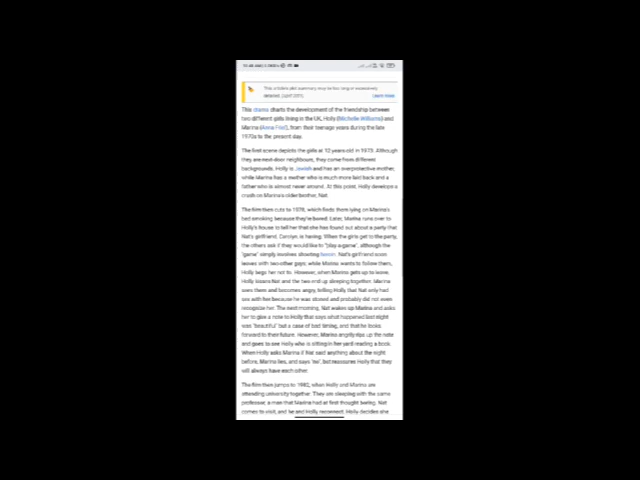 This article's plot summary may be too long or excessively
detailed. (April 2015)
Learn more
This drama charts the development of the friendship between
two different girls living in the UK, Holly (Michelle Williams) and
Marina (Anna Friel), from their teenage years during the late
1970s to the present day.
The first scene depicts the girls at 12 years old in 1973. Although
they are next-door neighbours, they come from different
backgrounds. Holly is Jewish and has an overprotective mother,
while Marina has a mother who is much more laid back and a
father who is almost never around. At this point, Holly develops a
crush on Marina's older brother, Nat.
The film then cuts to 1978, which finds them lying on Marina's
bed smoking because they're bored. Later, Marina runs over to
Holly's house to tell her that she has found out about a party that
Nat's girlfriend, Carolyn, is having. When the girls get to the party,
the others ask if they would like to "play a game", although the
"game" simply involves shooting heroin. Nat's girlfriend soon
leaves with two other guys; while Marina wants to follow them,
Holly begs her not to. However, when Marina gets up to leave,
Holly kisses Nat and the two end up sleeping together. Marina
sees them and becomes angry, telling Holly that Nat only had
sex with her because he was stoned and probably did not even
recognize her. The next morning, Nat wakes up Marina and asks
her to give a note to Holly that says what happened last night
was "beautiful" but a case of bad timing, and that he looks
forward to their future. However, Marina angrily rips up the note
and goes to see Holly who is sitting in her yard reading a book.
When Holly asks Marina if Nat said anything about the night
before, Marina lies, and says 'no', but reassures Holly that they
will always have each other.
The film then jumps to 1982, when Holly and Marina are
attending university together. They are sleeping with the same
professor, a man that Marina had at first thought boring. Nat
comes to visit, and he and Holly reconnect. Holly decides she